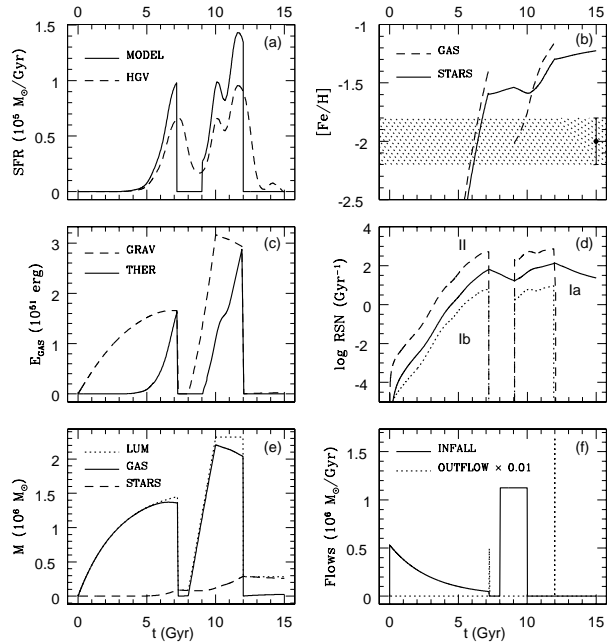 0 5 10 15
0 5 10 15
1.5
1
0.5
0
SFR (10⁵ M☉/Gyr)
MODEL
HGV
(a)
-1
-1.5
-2
-2.5
[Fe/H]
GAS
STARS
(b)
3
2
1
0
E_GAS (10⁵¹ erg)
GRAV
THER
(c)
4
2
0
-2
-4
log RSN (Gyr⁻¹)
II
Ia
Ib
(d)
2
1.5
1
0.5
0
M (10⁶ M☉)
LUM
GAS
STARS
(e)
1.5
1
0.5
0
Flows (10⁶ M☉/Gyr)
INFALL
OUTFLOW × 0.01
(f)
0 5 10 15
t (Gyr)
0 5 10 15
t (Gyr)